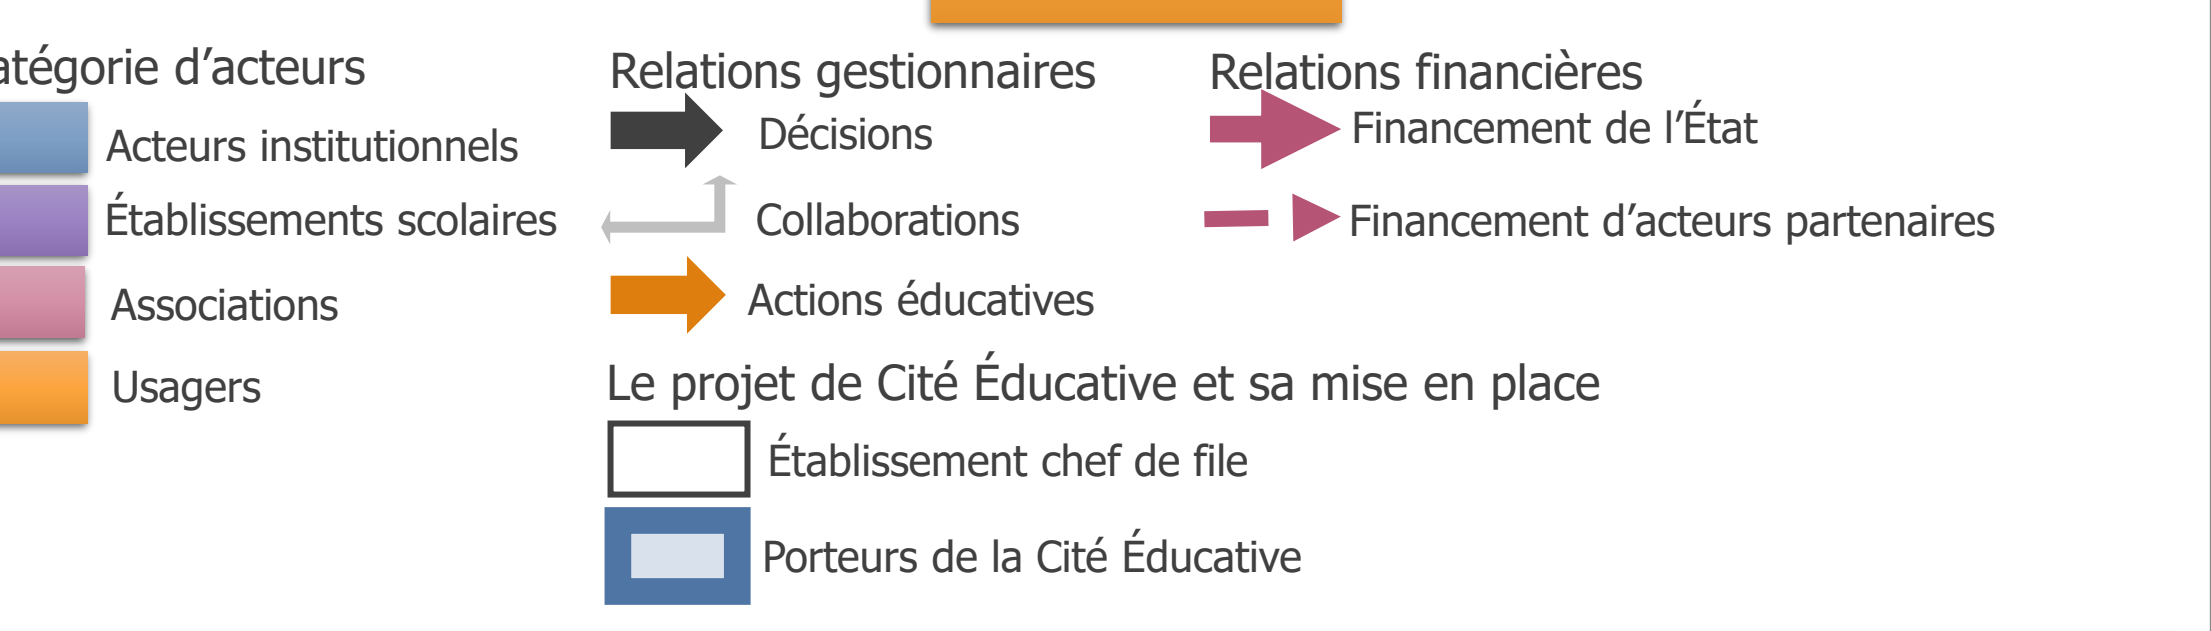 atégorie d’acteurs
Acteurs institutionnels
Établissements scolaires
Associations
Usagers
Relations gestionnaires
Décisions
Collaborations
Actions éducatives
Relations financières
Financement de l’État
Financement d’acteurs partenaires
Le projet de Cité Éducative et sa mise en place
Établissement chef de file
Porteurs de la Cité Éducative